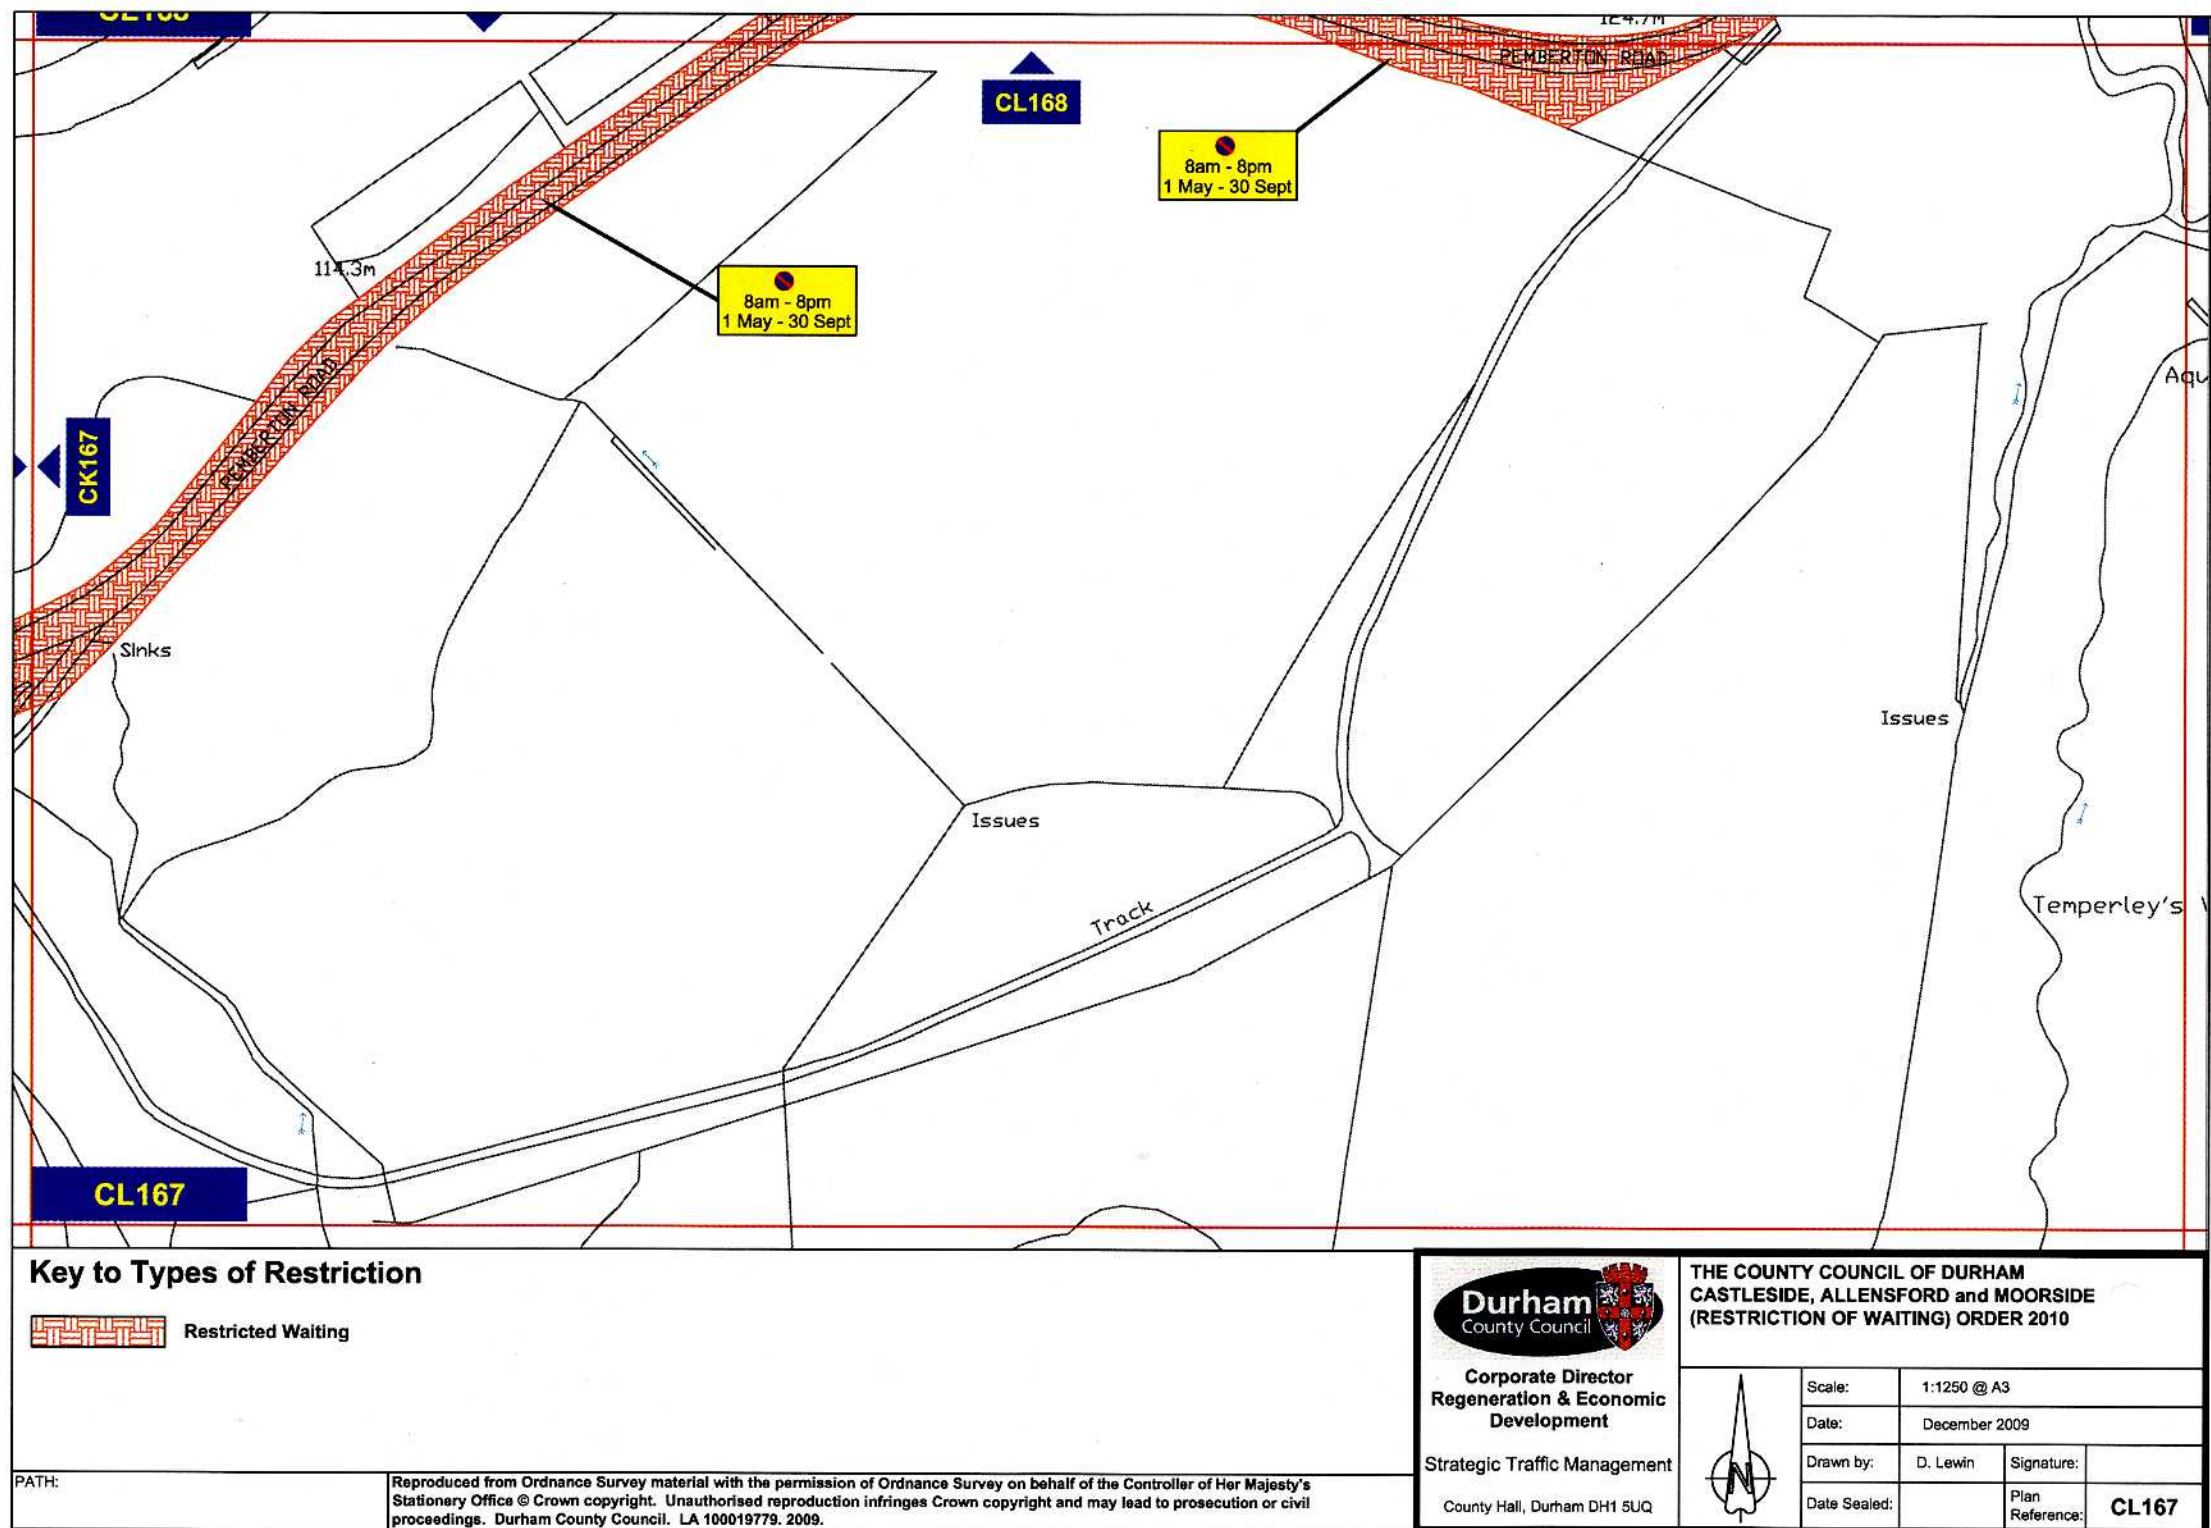 CL168
124.7m
PEMBERTON ROAD
CL168
8am - 8pm
1 May - 30 Sept
114.3m
8am - 8pm
1 May - 30 Sept
PEMBERTON ROAD
CK167
Sinks
Issues
Issues
Track
Temperley's
CL167
Key to Types of Restriction
Restricted Waiting
PATH:
Reproduced from Ordnance Survey material with the permission of Ordnance Survey on behalf of the Controller of Her Majesty's
Stationery Office © Crown copyright. Unauthorised reproduction infringes Crown copyright and may lead to prosecution or civil
proceedings. Durham County Council. LA 100019779. 2009.
Durham
County Council
Corporate Director
Regeneration & Economic
Development
Strategic Traffic Management
County Hall, Durham DH1 5UQ
THE COUNTY COUNCIL OF DURHAM
CASTLESIDE, ALLENSFORD and MOORSIDE
(RESTRICTION OF WAITING) ORDER 2010
N
Scale: 1:1250 @ A3
Date: December 2009
Drawn by: D. Lewin Signature:
Date Sealed: Plan Reference: CL167